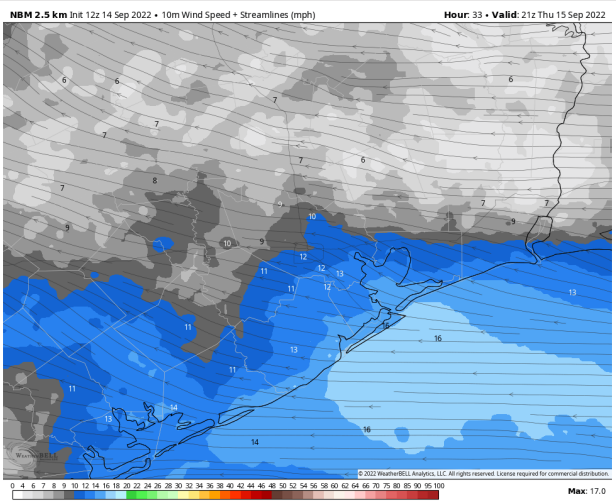 NBM 2.5 km Init 12z 14 Sep 2022 • 10m Wind Speed + Streamlines (mph)
Hour: 33 • Valid: 21z Thu 15 Sep 2022
6 6 6
7
7
7
7 6
8
7
7 7
9
10 9
9
10 9
12
11 12 13
11 12 13
16
11 16
13
11
11
14
13
16
14
WeatherBELL
© 2022 WeatherBELL Analytics, LLC. All rights reserved. License required for commercial distribution.
0 4 6 7 8 9 10 12 14 16 18 20 22 24 26 28 30 32 34 36 38 40 42 44 46 48 50 52 54 56 58 60 62 64 66 70 75 80 85 90 95 100
Max: 17.0